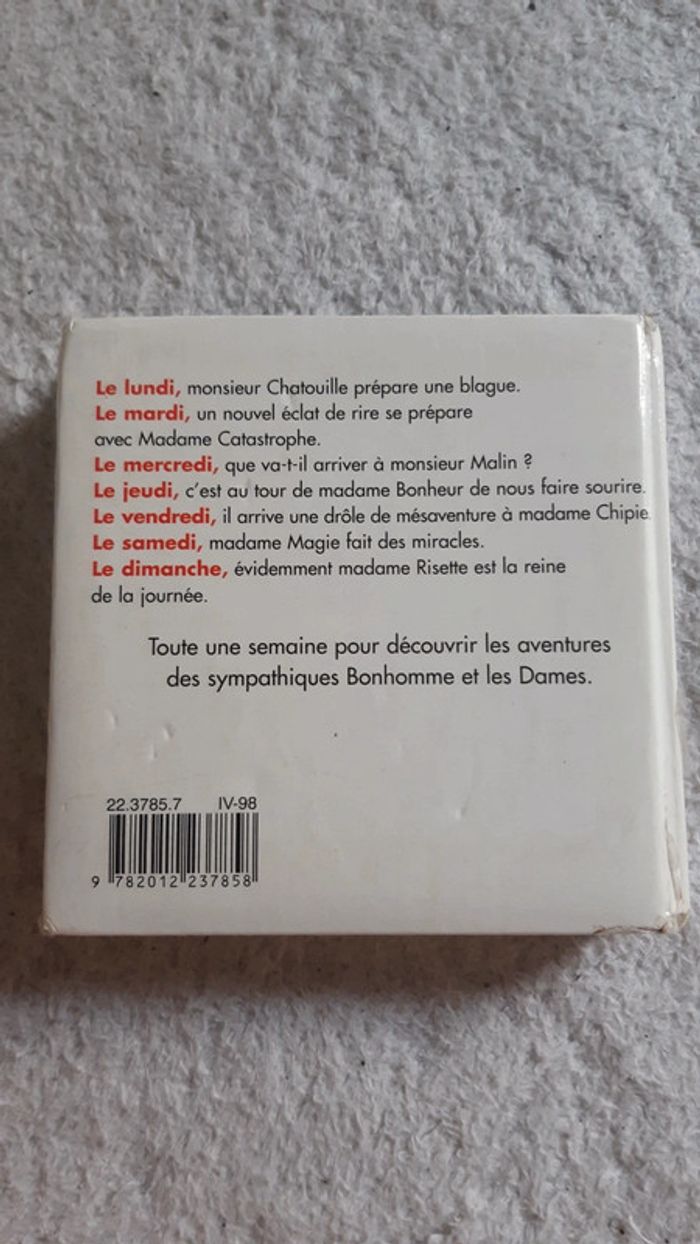 Le lundi, monsieur Chatouille prépare une blague.
Le mardi, un nouvel éclat de rire se prépare
avec Madame Catastrophe.
Le mercredi, que va-t-il arriver à monsieur Malin ?
Le jeudi, c'est au tour de madame Bonheur de nous faire sourire.
Le vendredi, il arrive une drôle de mésaventure à madame Chipie.
Le samedi, madame Magie fait des miracles.
Le dimanche, évidemment madame Risette est la reine
de la journée.
Toute une semaine pour découvrir les aventures
des sympathiques Bonhomme et les Dames.
22.3785.7 IV-98
9 782012 237858